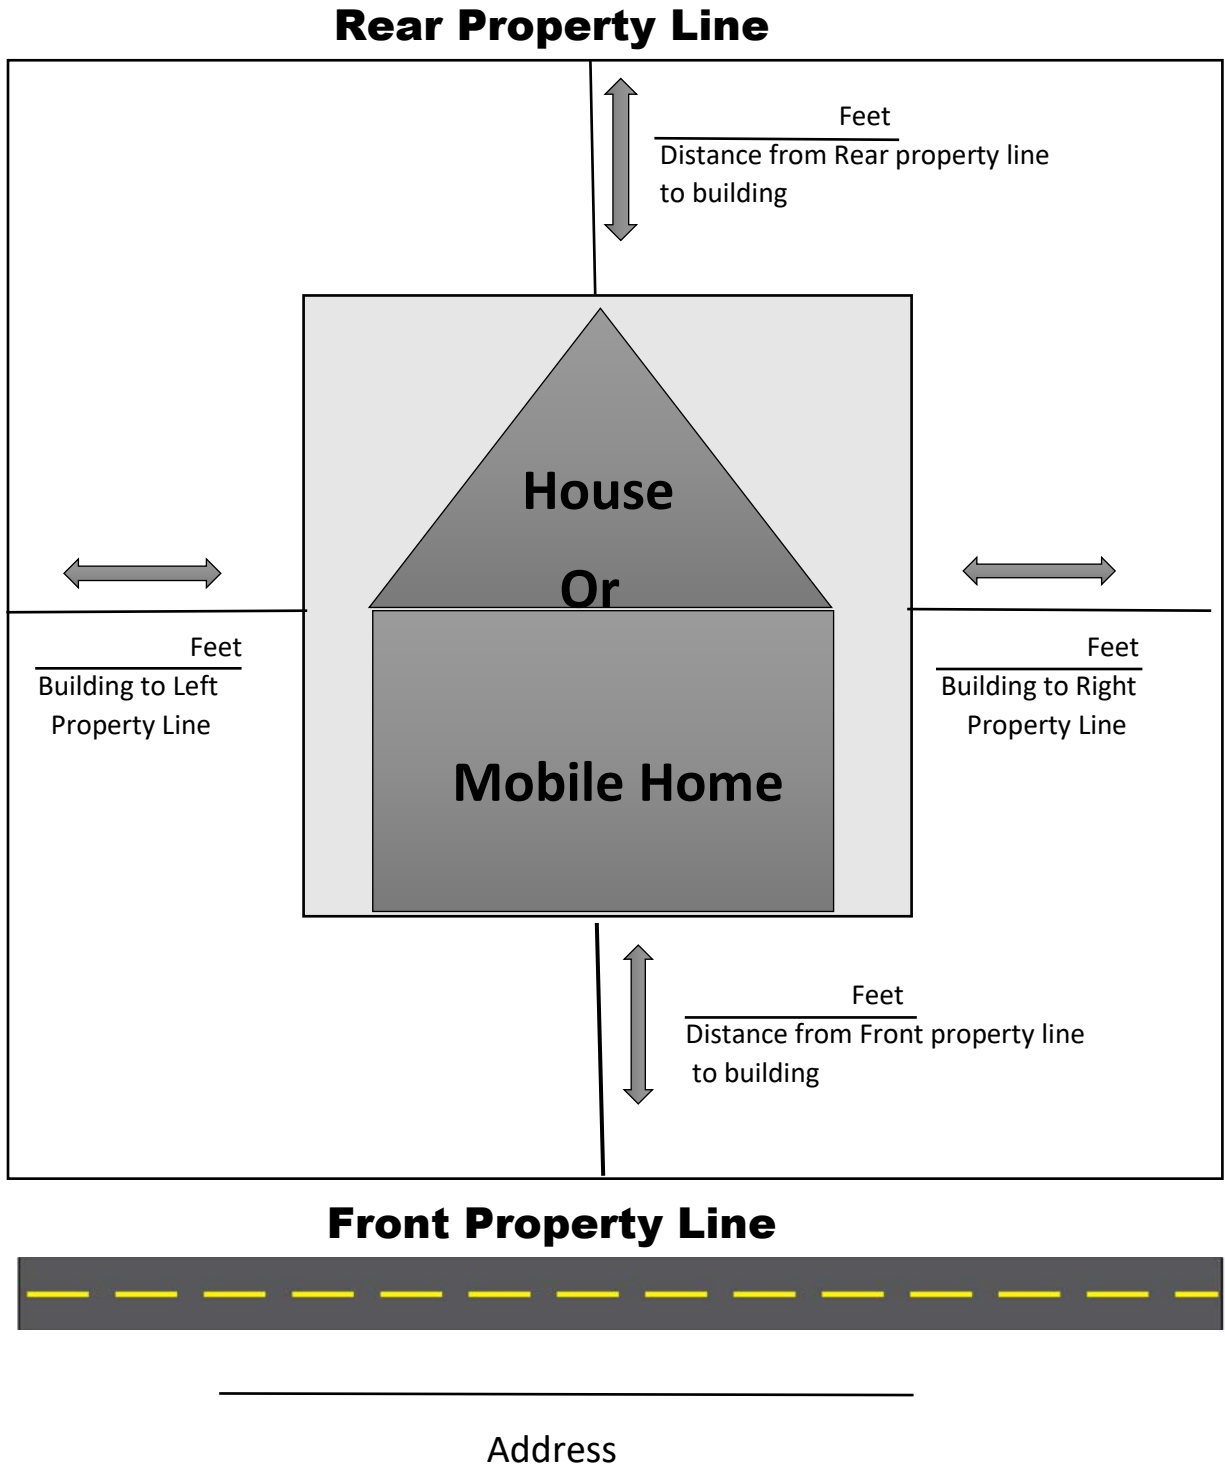 Rear Property Line
Feet
Distance from Rear property line
to building
House
Or
Feet
Building to Left
Property Line
Feet
Building to Right
Property Line
Mobile Home
Feet
Distance from Front property line
to building
Front Property Line
Address